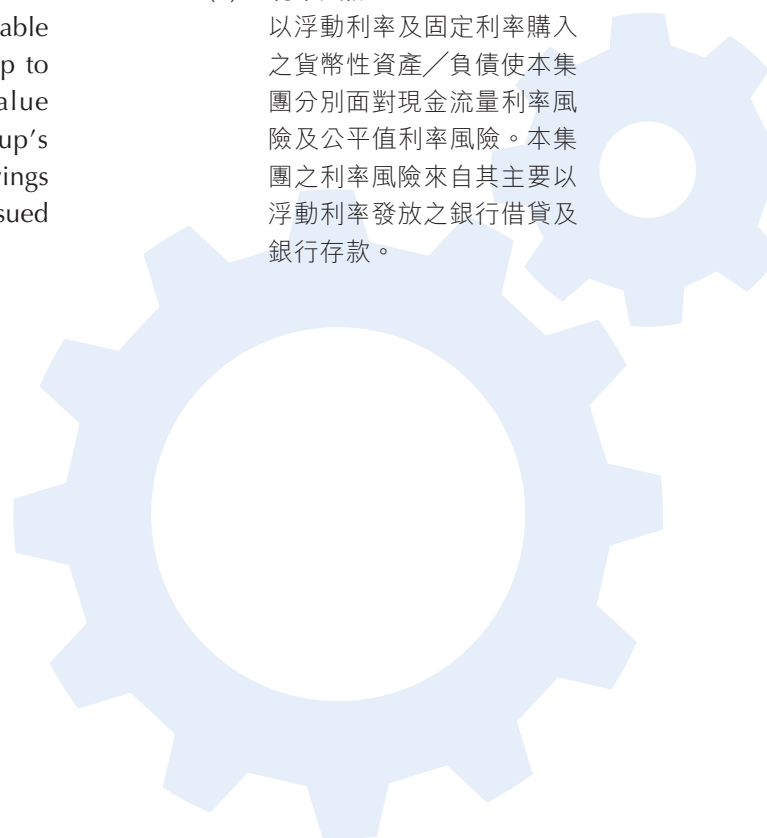 able
p to
alue
up's
ings
sued
以浮動利率及固定利率購入
之貨幣性資產╱負債使本集
團分別面對現金流量利率風
險及公平值利率風險。本集
團之利率風險來自其主要以
浮動利率發放之銀行借貸及
銀行存款。